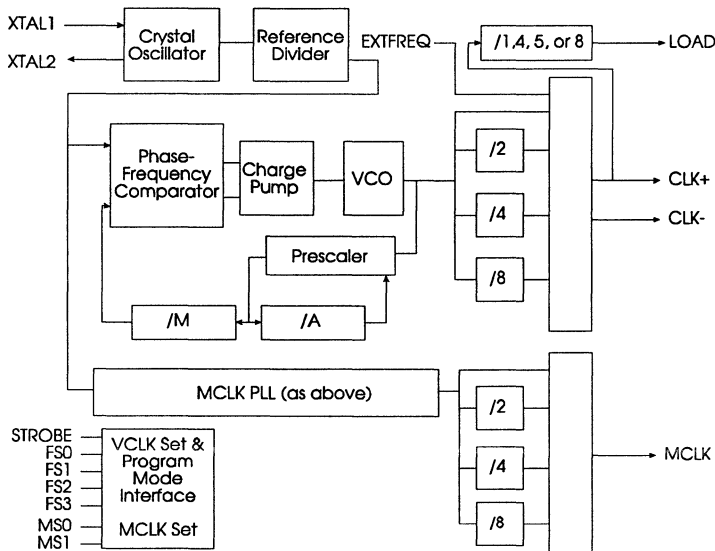 XTAL1
XTAL2
Crystal
Oscillator
Reference
Divider
EXTFREQ
/1,4, 5, or 8
LOAD
Phase-
Frequency
Comparator
Charge
Pump
VCO
/2
/4
/8
CLK+
CLK-
Prescaler
/M
/A
MCLK PLL (as above)
/2
/4
/8
MCLK
STROBE
FS0
FS1
FS2
FS3
MS0
MS1
VCLK Set &
Program
Mode
Interface
MCLK Set